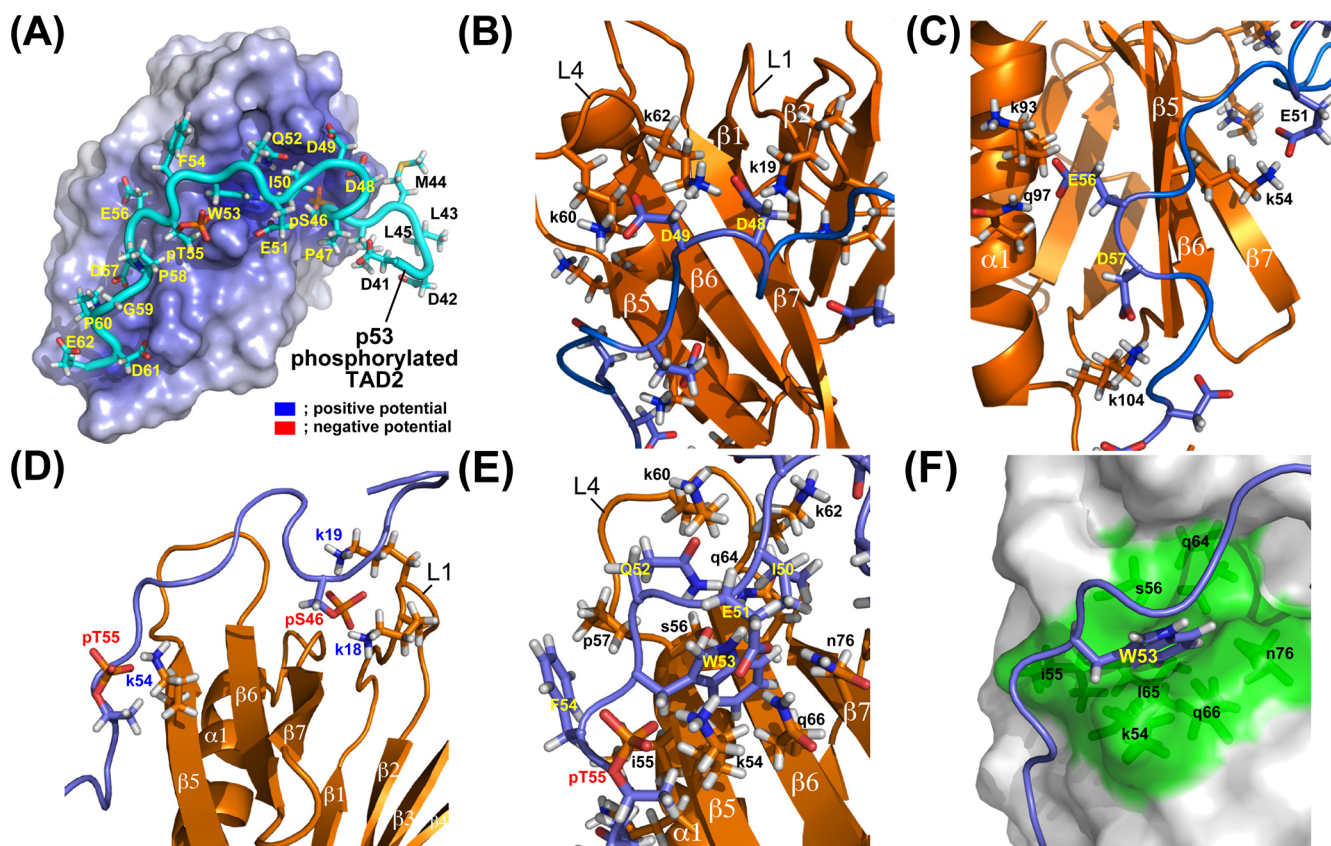 (A)
Q52
D49
F54
I50
D48
M44
E56
W53
pS46
L43
pT55
E51
P47
L45
D57
P58
D41
D42
G59
P60
E62
D61
p53
phosphorylated
TAD2
; positive potential
; negative potential
(B)
L4
L1
k62
β1
β2
k19
k60
D49
D48
β5
β6
β7
(C)
k93
β5
E51
E56
q97
k54
D57
β6
β7
α1
k104
(D)
k19
L1
pT55
pS46
k18
k54
β6
α1
β7
β5
β2
β1
β3
β4
(E)
k60
L4
k62
q64
Q52
I50
E51
s56
p57
n76
W53
F54
β7
q66
i55
k54
pT55
β6
β5
α1
(F)
q64
s56
W53
n76
i55
l65
q66
k54